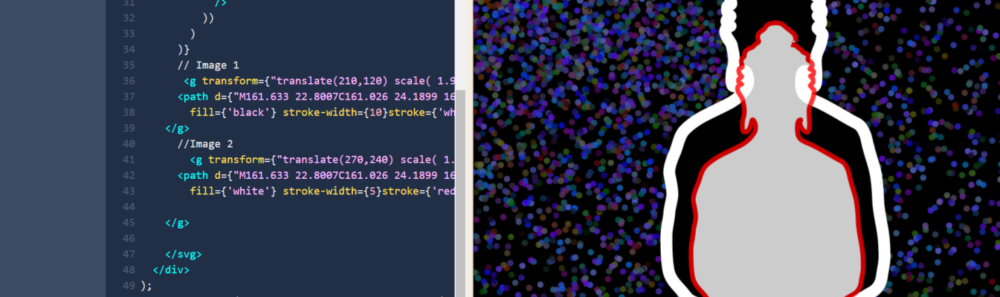 31 />
32 ))
33 )
34 )}
35 // Image 1
36 <g transform={"translate(210,120) scale( 1.9
37 <path d={"M161.633 22.8007C161.026 24.1899 16
38 fill={'black'} stroke-width={10}stroke={'wh
39 </g>
40 //Image 2
41 <g transform={"translate(270,240) scale( 1.
42 <path d={"M161.633 22.8007C161.026 24.1899 16
43 fill={'white'} stroke-width={5}stroke={'red
44
45 </g>
46
47 </svg>
48 </div>
49 );